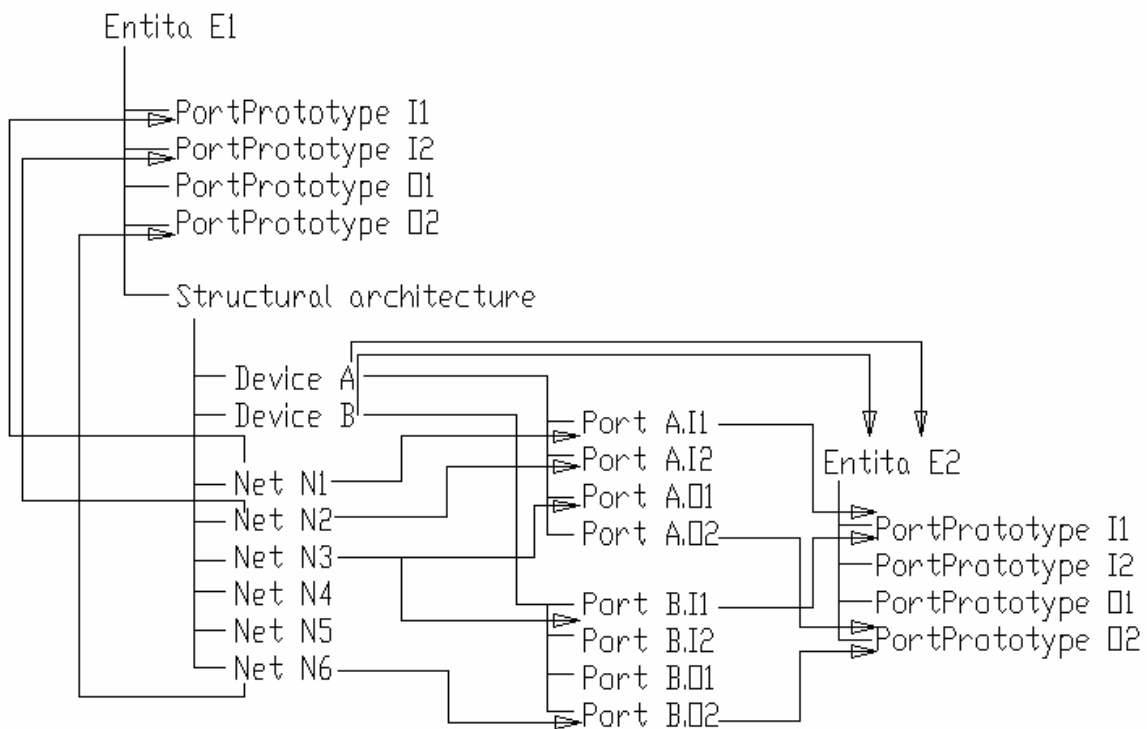 Entita E1
PortPrototype I1
PortPrototype I2
PortPrototype O1
PortPrototype O2
Structural architecture
Device A
Device B
Net N1
Net N2
Net N3
Net N4
Net N5
Net N6
Port A.I1
Port A.I2
Port A.O1
Port A.O2
Port B.I1
Port B.I2
Port B.O1
Port B.O2
Entita E2
PortPratotype I1
PortPratotype I2
PortPratotype O1
PortPratotype O2